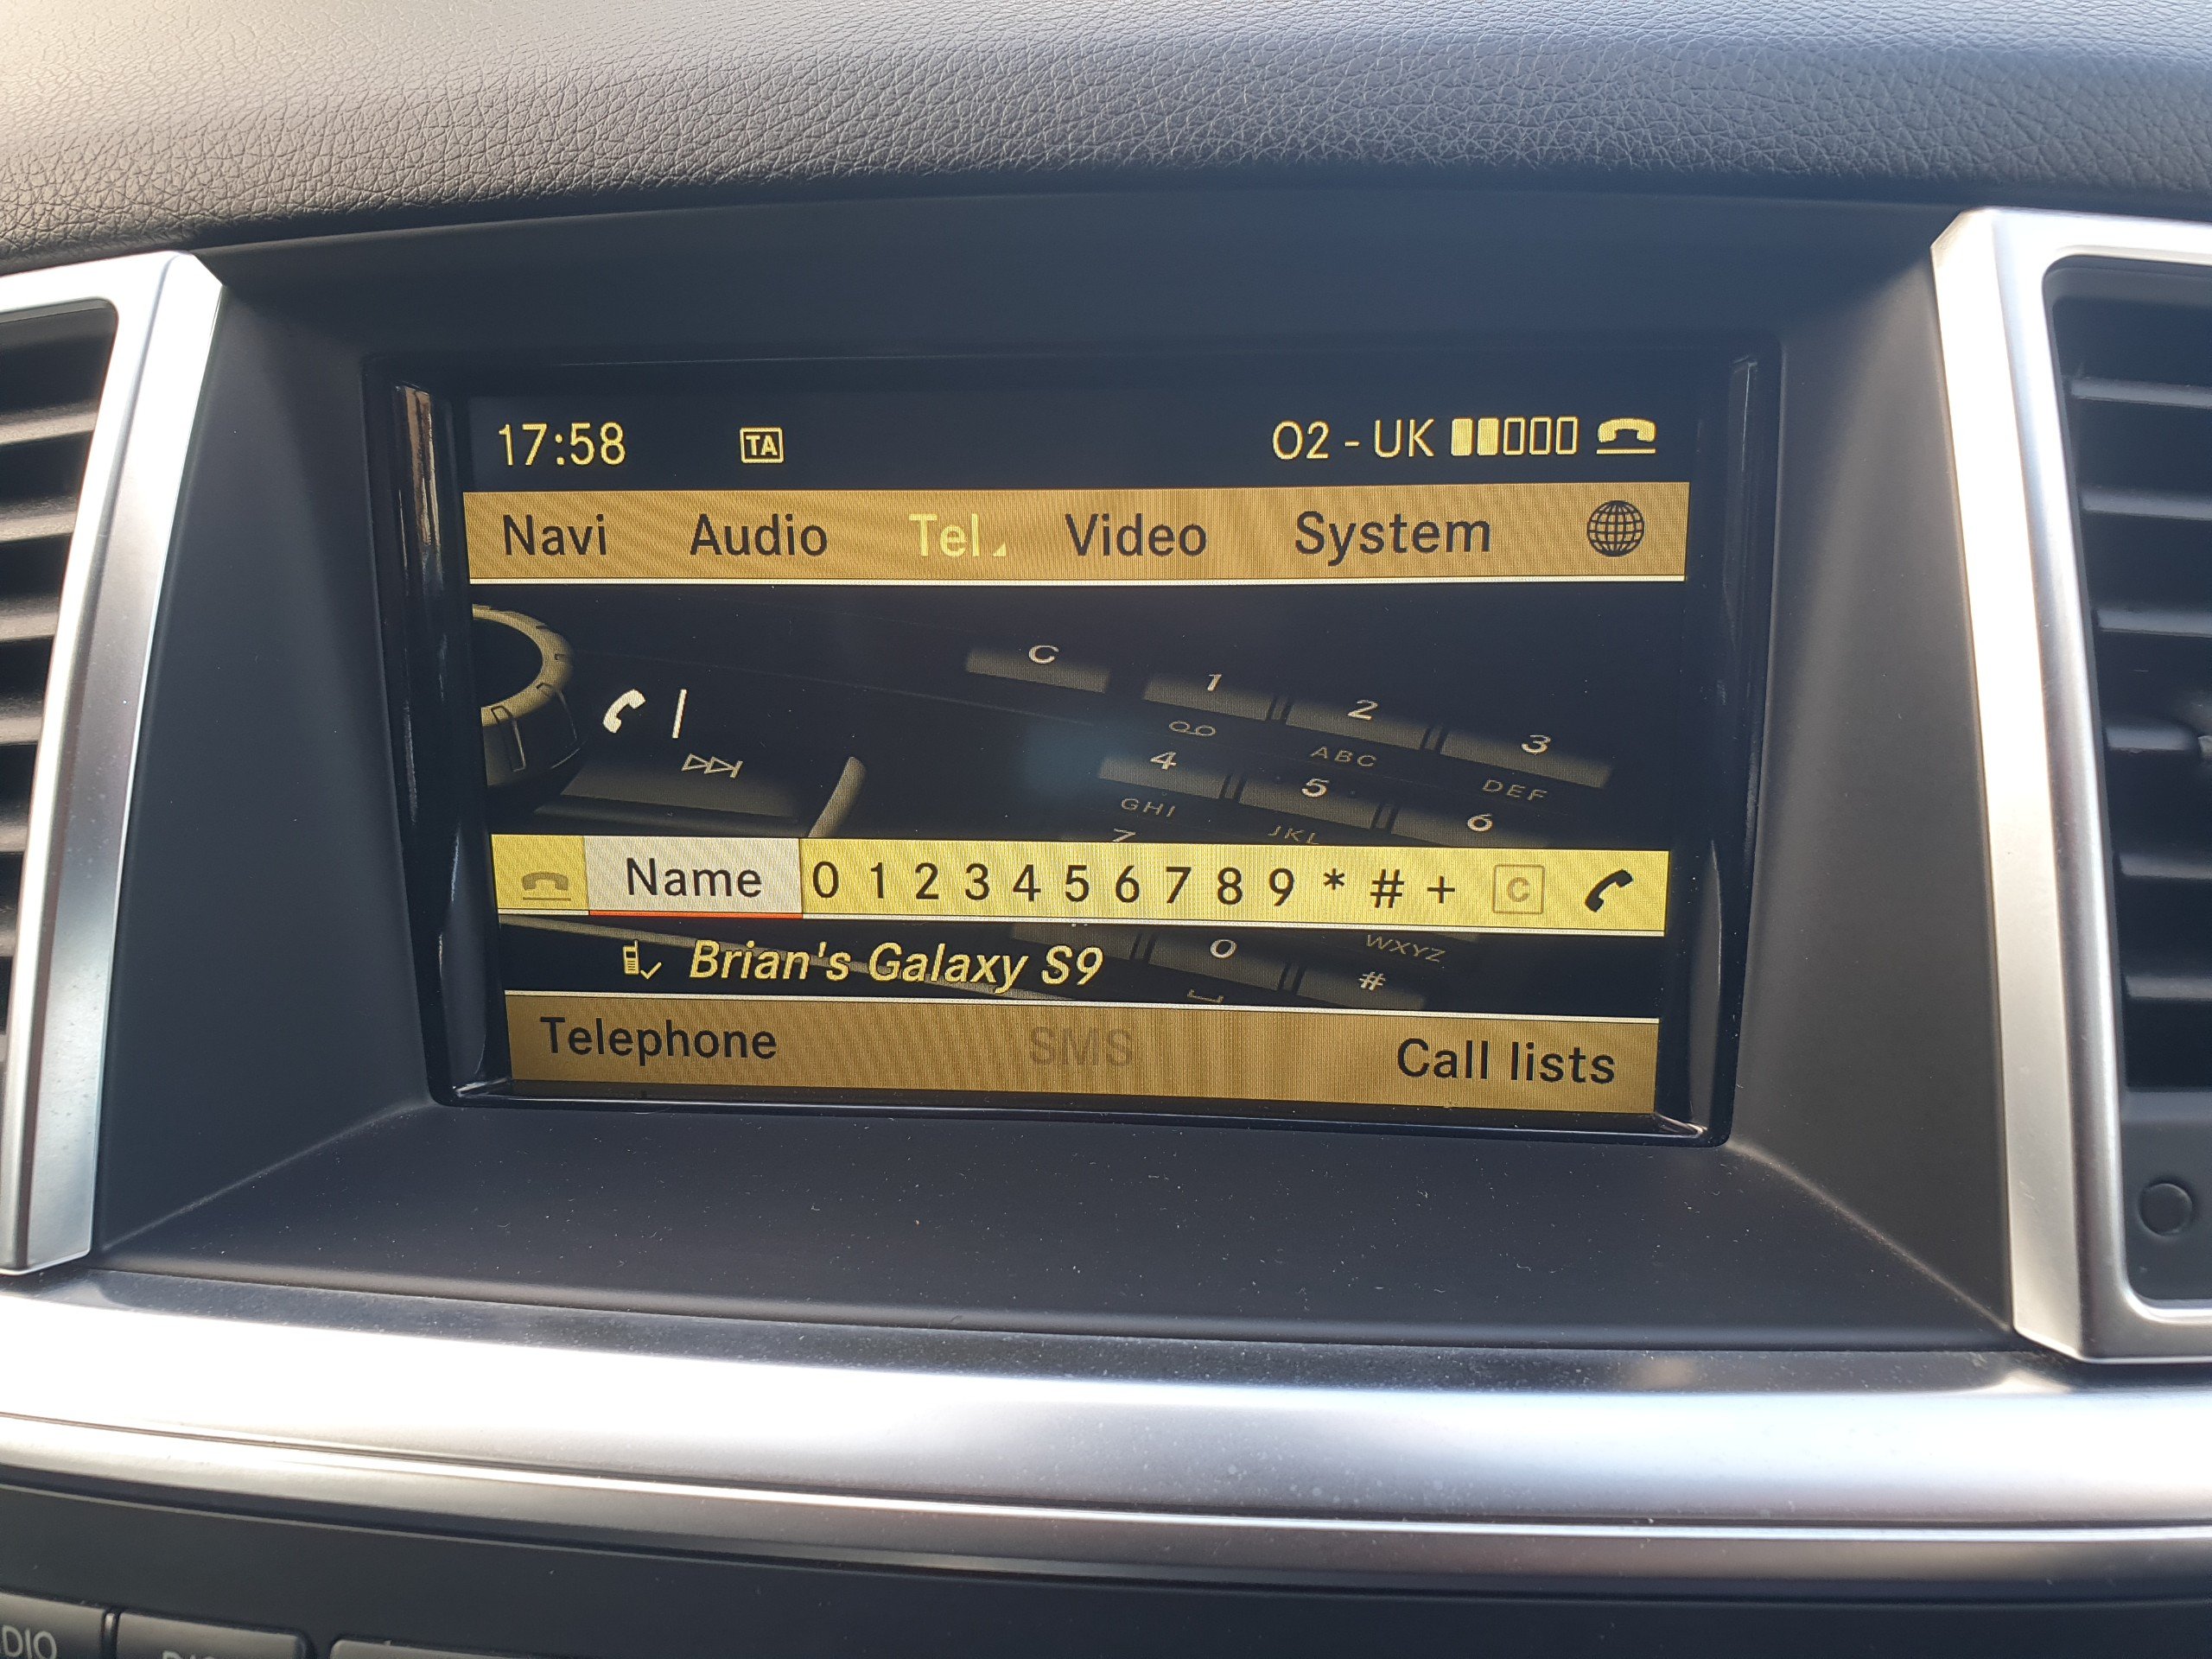 17:58 TA O2 - UK
Navi Audio Tel Video System
C 1 2 3
ABC DEF
4 5 6
GHI JKL
7
Name 0 1 2 3 4 5 6 7 8 9 * # + C
0 WXYZ
#
Brian's Galaxy S9
Telephone SMS Call lists